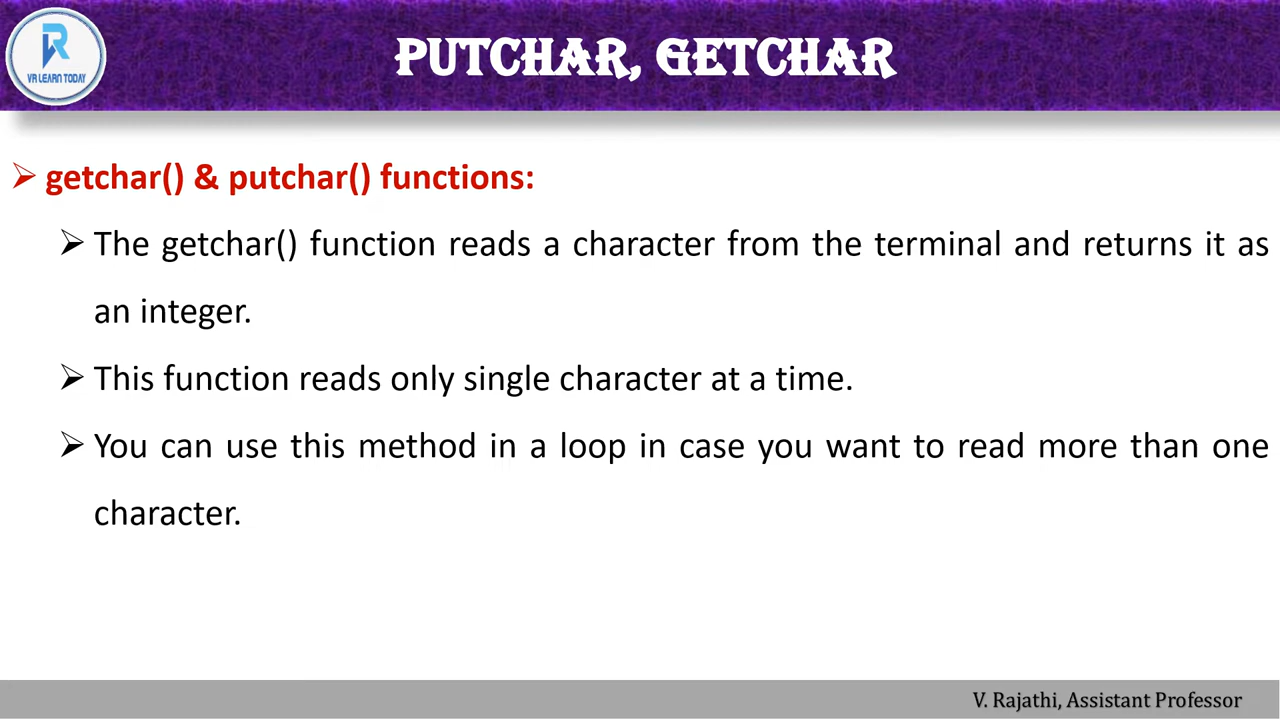 VR LEARN TODAY
PUTCHAR, GETCHAR
➢ getchar() & putchar() functions:
➢ The getchar() function reads a character from the terminal and returns it as
an integer.
➢ This function reads only single character at a time.
➢ You can use this method in a loop in case you want to read more than one
character.
V. Rajathi, Assistant Professor